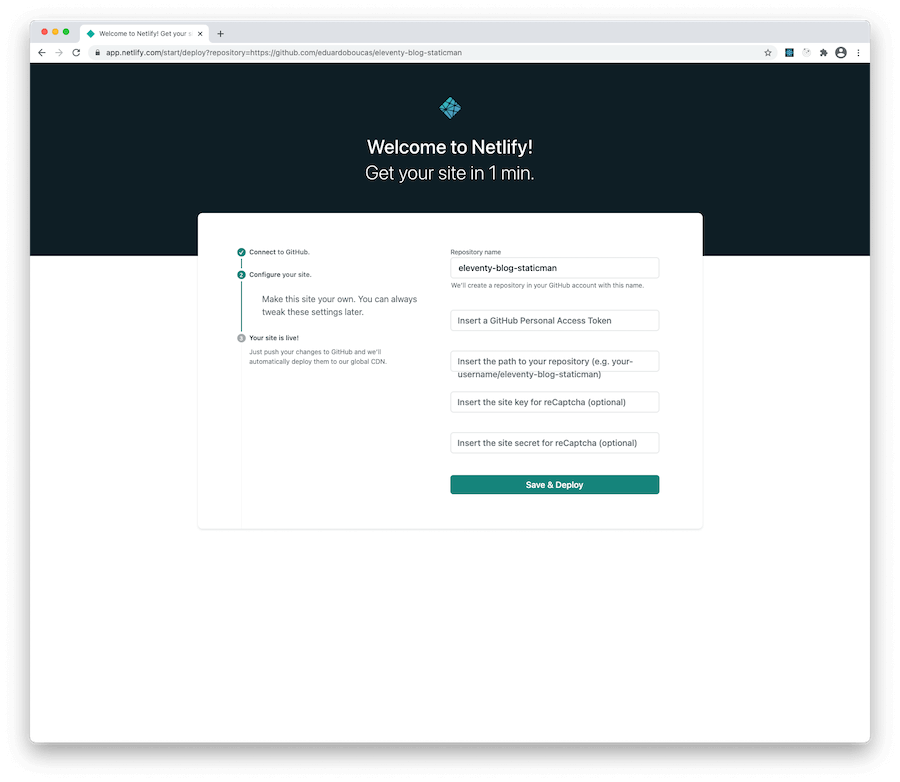 Welcome to Netlify! Get your s
app.netlify.com/start/deploy?repository=https://github.com/eduardoboucas/eleventy-blog-staticman
Welcome to Netlify!
Get your site in 1 min.
Connect to GitHub.
2 Configure your site.
Make this site your own. You can always
tweak these settings later.
3 Your site is live!
Just push your changes to GitHub and we'll
automatically deploy them to our global CDN.
Repository name
eleventy-blog-staticman
We'll create a repository in your GitHub account with this name.
Insert a GitHub Personal Access Token
Insert the path to your repository (e.g. your-
username/eleventy-blog-staticman)
Insert the site key for reCaptcha (optional)
Insert the site secret for reCaptcha (optional)
Save & Deploy